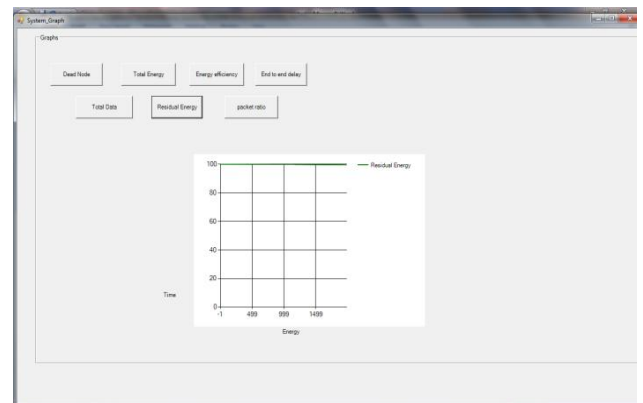 System_Graph
Graphs
Dead Node Total Energy Energy efficiency End to end delay
Total Data Residual Energy packet ratio
100 Residual Energy
80
60
40
20
Time
0
-1 499 999 1499
Energy